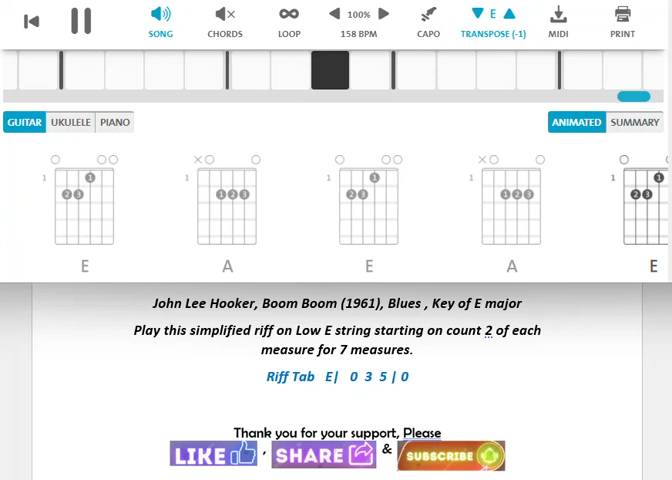 100%
E
SONG
CHORDS
LOOP
158 BPM
CAPO
TRANSPOSE (-1)
MIDI
PRINT
GUITAR
UKULELE
PIANO
ANIMATED
SUMMARY
1
1
2
3
E
1
×
1
2
3
A
1
1
2
3
E
1
×
1
2
3
A
1
1
2
3
E
John Lee Hooker, Boom Boom (1961), Blues , Key of E major
Play this simplified riff on Low E string starting on count 2 of each
measure for 7 measures.
Riff Tab E| 0 3 5 | 0
Thank you for your support, Please
LIKE , SHARE & SUBSCRIBE